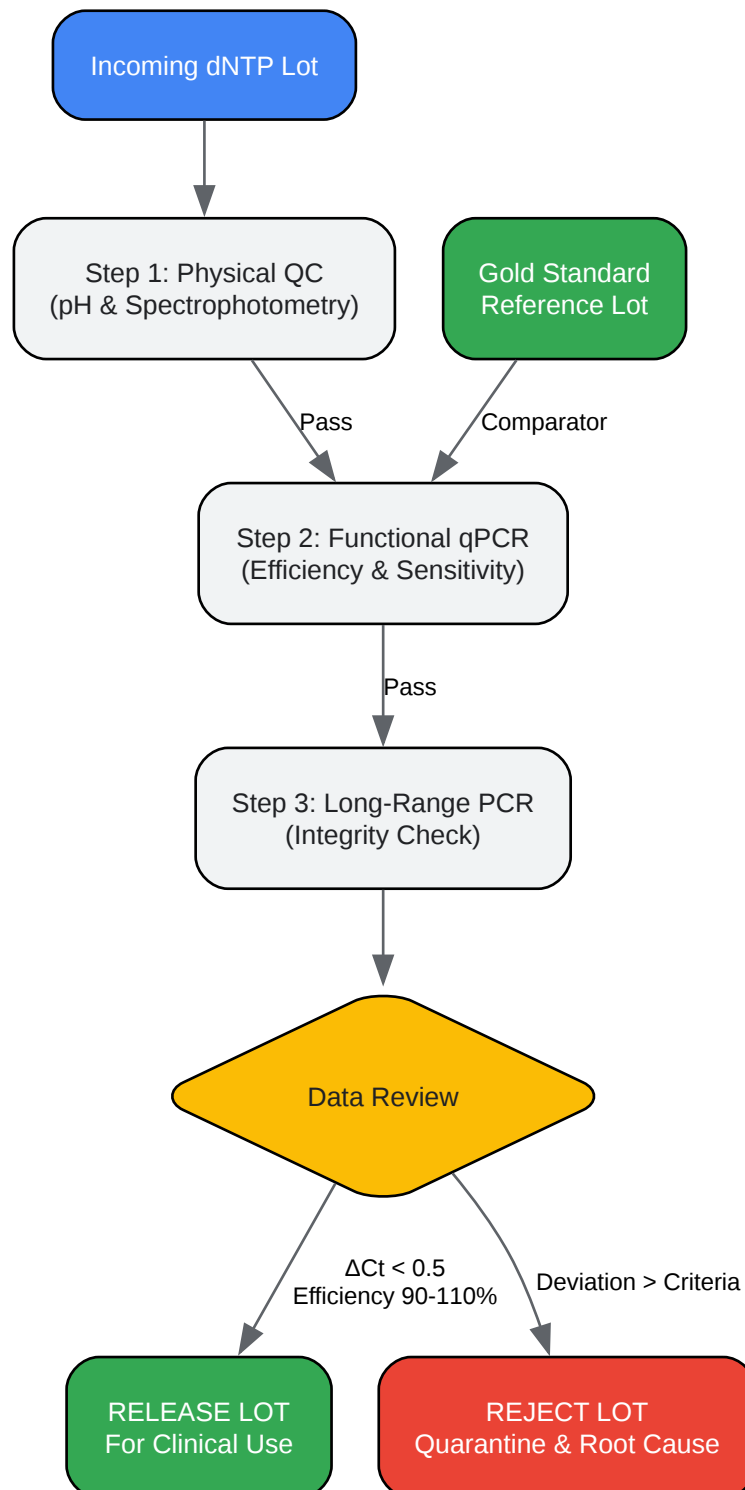 Incoming dNTP Lot
Step 1: Physical QC
(pH & Spectrophotometry)
Gold Standard
Reference Lot
Pass
Comparator
Step 2: Functional qPCR
(Efficiency & Sensitivity)
Pass
Step 3: Long-Range PCR
(Integrity Check)
Data Review
ΔCt < 0.5
Efficiency 90-110%
Deviation > Criteria
RELEASE LOT
For Clinical Use
REJECT LOT
Quarantine & Root Cause